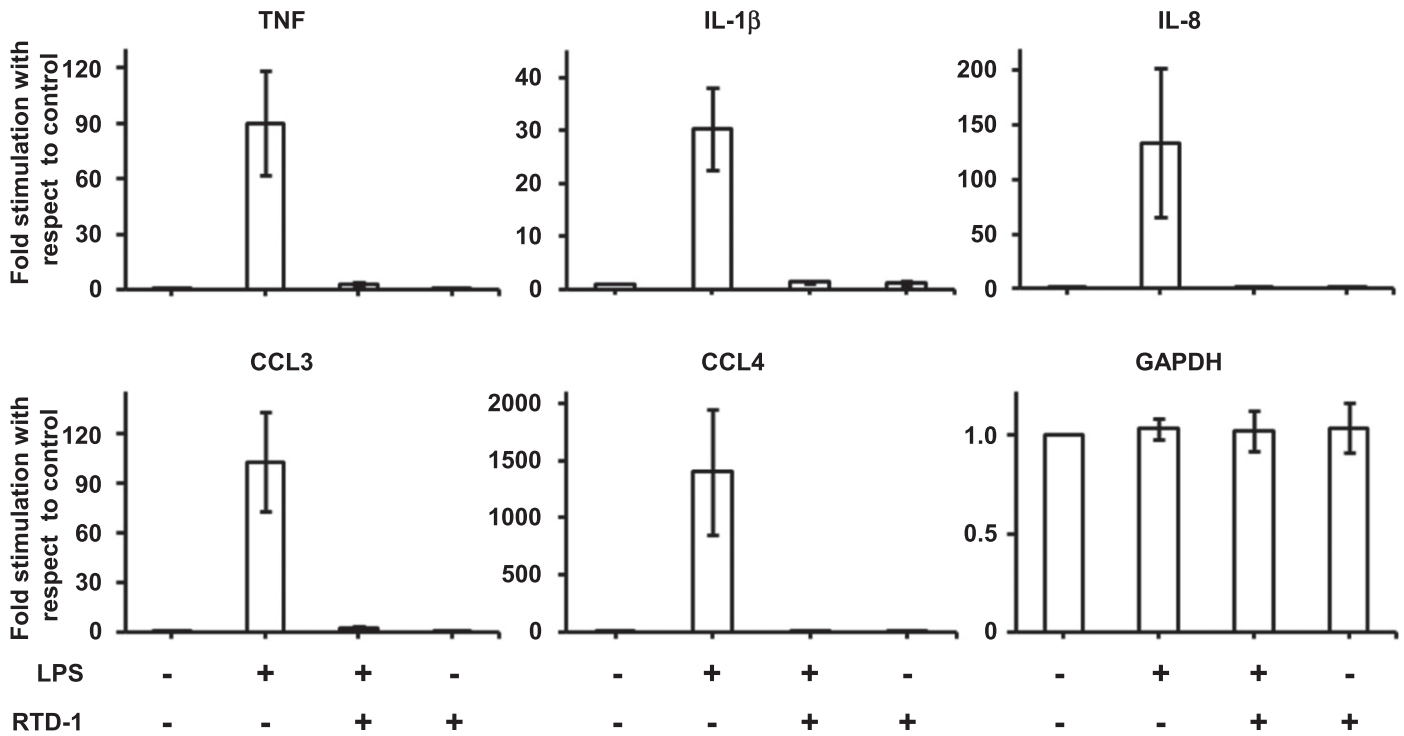 TNF
IL-1β
IL-8
Fold stimulation with
respect to control
120
90
60
30
0
40
30
20
10
0
200
150
100
50
0
CCL3
CCL4
GAPDH
Fold stimulation with
respect to control
120
90
60
30
0
2000
1500
1000
500
0
1.0
0.5
0
LPS - + + - - + + - - + + -
RTD-1 - - + + - - + + - - + +